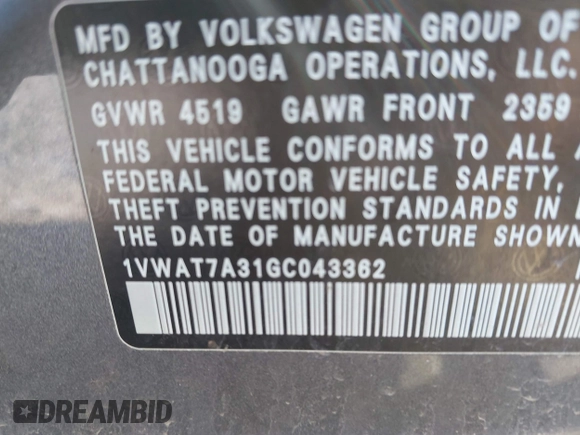 MFD BY VOLKSWAGEN GROUP OF
CHATTANOOGA OPERATIONS, LLC.
GVWR 4519 GAWR FRONT 2359
THIS VEHICLE CONFORMS TO ALL
FEDERAL MOTOR VEHICLE SAFETY,
THEFT PREVENTION STANDARDS IN
THE DATE OF MANUFACTURE SHOWN
1VWAT7A31GC043362
DREAMBID